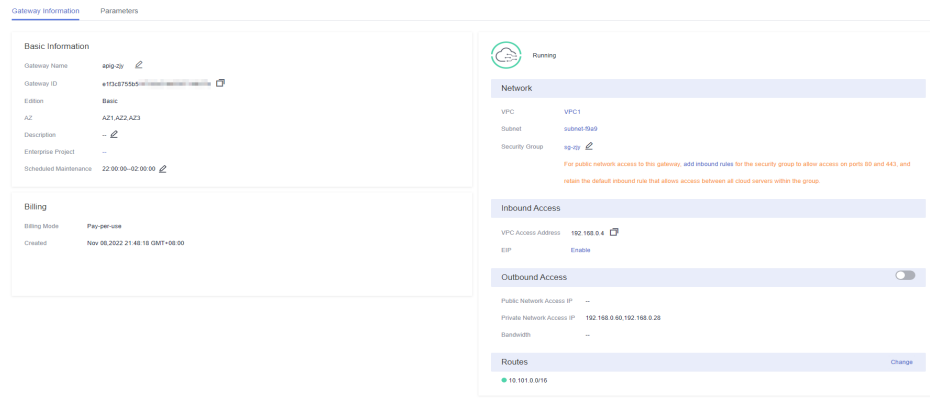 Gateway Information Parameters
Basic Information
Gateway Name apig-zjy
Gateway ID e1f3c8755b5
Edition Basic
AZ AZ1,AZ2,AZ3
Description --
Enterprise Project --
Scheduled Maintenance 22:00:00--02:00:00
Billing
Billing Mode Pay-per-use
Created Nov 08,2022 21:48:18 GMT+08:00
Running
Network
VPC VPC1
Subnet subnet-f9a9
Security Group sg-zjy
For public network access to this gateway, add inbound rules for the security group to allow access on ports 80 and 443, and
retain the default inbound rule that allows access between all cloud servers within the group.
Inbound Access
VPC Access Address 192.168.0.4
EIP Enable
Outbound Access
Public Network Access IP --
Private Network Access IP 192.168.0.60,192.168.0.28
Bandwidth --
Routes Change
10.101.0.0/16